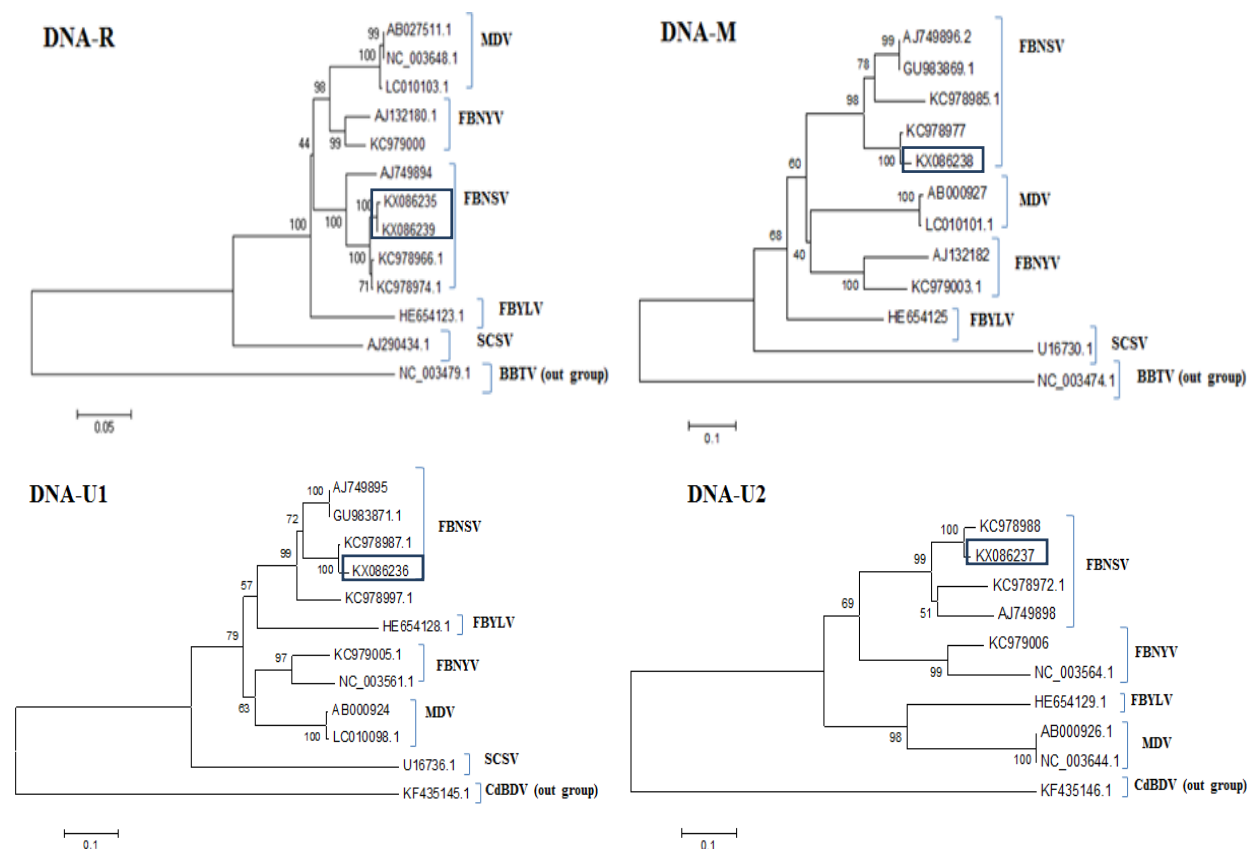 DNA-R
99
AB027511.1
MDV
100
NC_003648.1
LC010103.1
98
AJ132180.1
FBNYV
99
KC979000
44
AJ749894
FBNSV
100
KX086235
100
KX086239
100
KC978966.1
100
71
KC978974.1
HE654123.1
FBYLV
AJ290434.1
SCSV
NC_003479.1
BBTV (out group)
0.05
DNA-M
99
AJ749896.2
FBNSV
78
GU983869.1
KC978985.1
98
KC978977
100
KX086238
60
100
AB000927
MDV
LC010101.1
68
AJ132182
FBNYV
40
100
KC979003.1
HE654125
FBYLV
U16730.1
SCSV
NC_003474.1
BBTV (out group)
0.1
DNA-U1
100
AJ749895
GU983871.1
FBNSV
72
KC978987.1
99
100
KX086236
57
KC978997.1
HE654128.1
FBYLV
79
97
KC979005.1
FBNYV
NC_003561.1
63
AB000924
MDV
100
LC010098.1
U16736.1
SCSV
KF435145.1
CdBDV (out group)
0.1
DNA-U2
100
KC978988
KX086237
FBNSV
99
KC978972.1
51
AJ749898
69
KC979006
FBNYV
99
NC_003564.1
HE654129.1
FBYLV
98
AB000926.1
MDV
100
NC_003644.1
KF435146.1
CdBDV (out group)
0.1